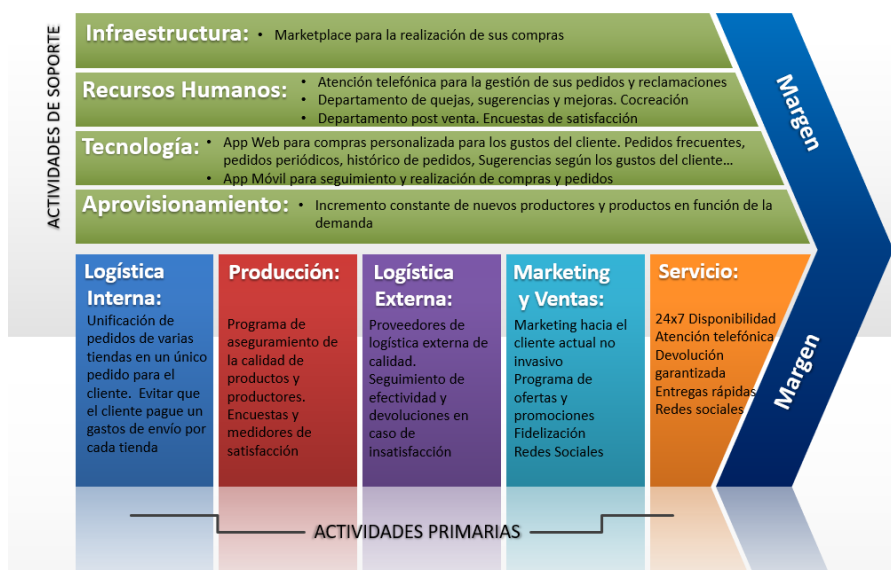 ACTIVIDADES DE SOPORTE
Infraestructura: • Marketplace para la realización de sus compras
Recursos Humanos:
• Atención telefónica para la gestión de sus pedidos y reclamaciones
• Departamento de quejas, sugerencias y mejoras. Cocreación
• Departamento post venta. Encuestas de satisfacción
Tecnología:
• App Web para compras personalizada para los gustos del cliente. Pedidos frecuentes,
pedidos periódicos, histórico de pedidos, Sugerencias según los gustos del cliente…
• App Móvil para seguimiento y realización de compras y pedidos
Aprovisionamiento:
• Incremento constante de nuevos productores y productos en función de la
demanda
Margen
Margen
Logística
Interna:
Unificación de
pedidos de varias
tiendas en un único
pedido para el
cliente. Evitar que
el cliente pague un
gastos de envío por
cada tienda
Producción:
Programa de
aseguramiento de
la calidad de
productos y
productores.
Encuestas y
medidores de
satisfacción
Logística
Externa:
Proveedores de
logística externa de
calidad.
Seguimiento de
efectividad y
devoluciones en
caso de
insatisfacción
Marketing
y Ventas:
Marketing hacia el
cliente actual no
invasivo
Programa de
ofertas y
promociones
Fidelización
Redes Sociales
Servicio:
24x7 Disponibilidad
Atención telefónica
Devolución
garantizada
Entregas rápidas
Redes sociales
ACTIVIDADES PRIMARIAS